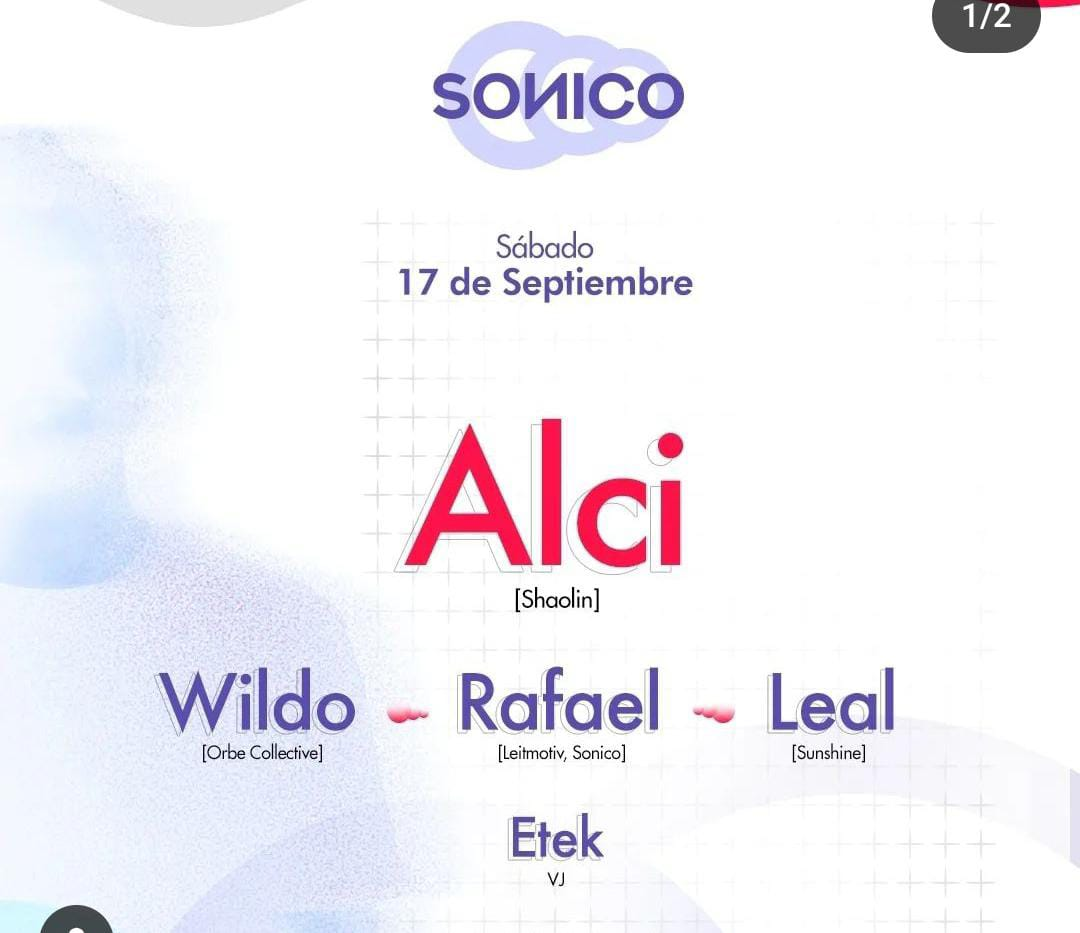 1/2
SONICO
Sábado
17 de Septiembre
Alci
[Shaolin]
Wildo Rafael Leal
[Orbe Collective] [Leitmotiv, Sonico] [Sunshine]
Etek
VJ